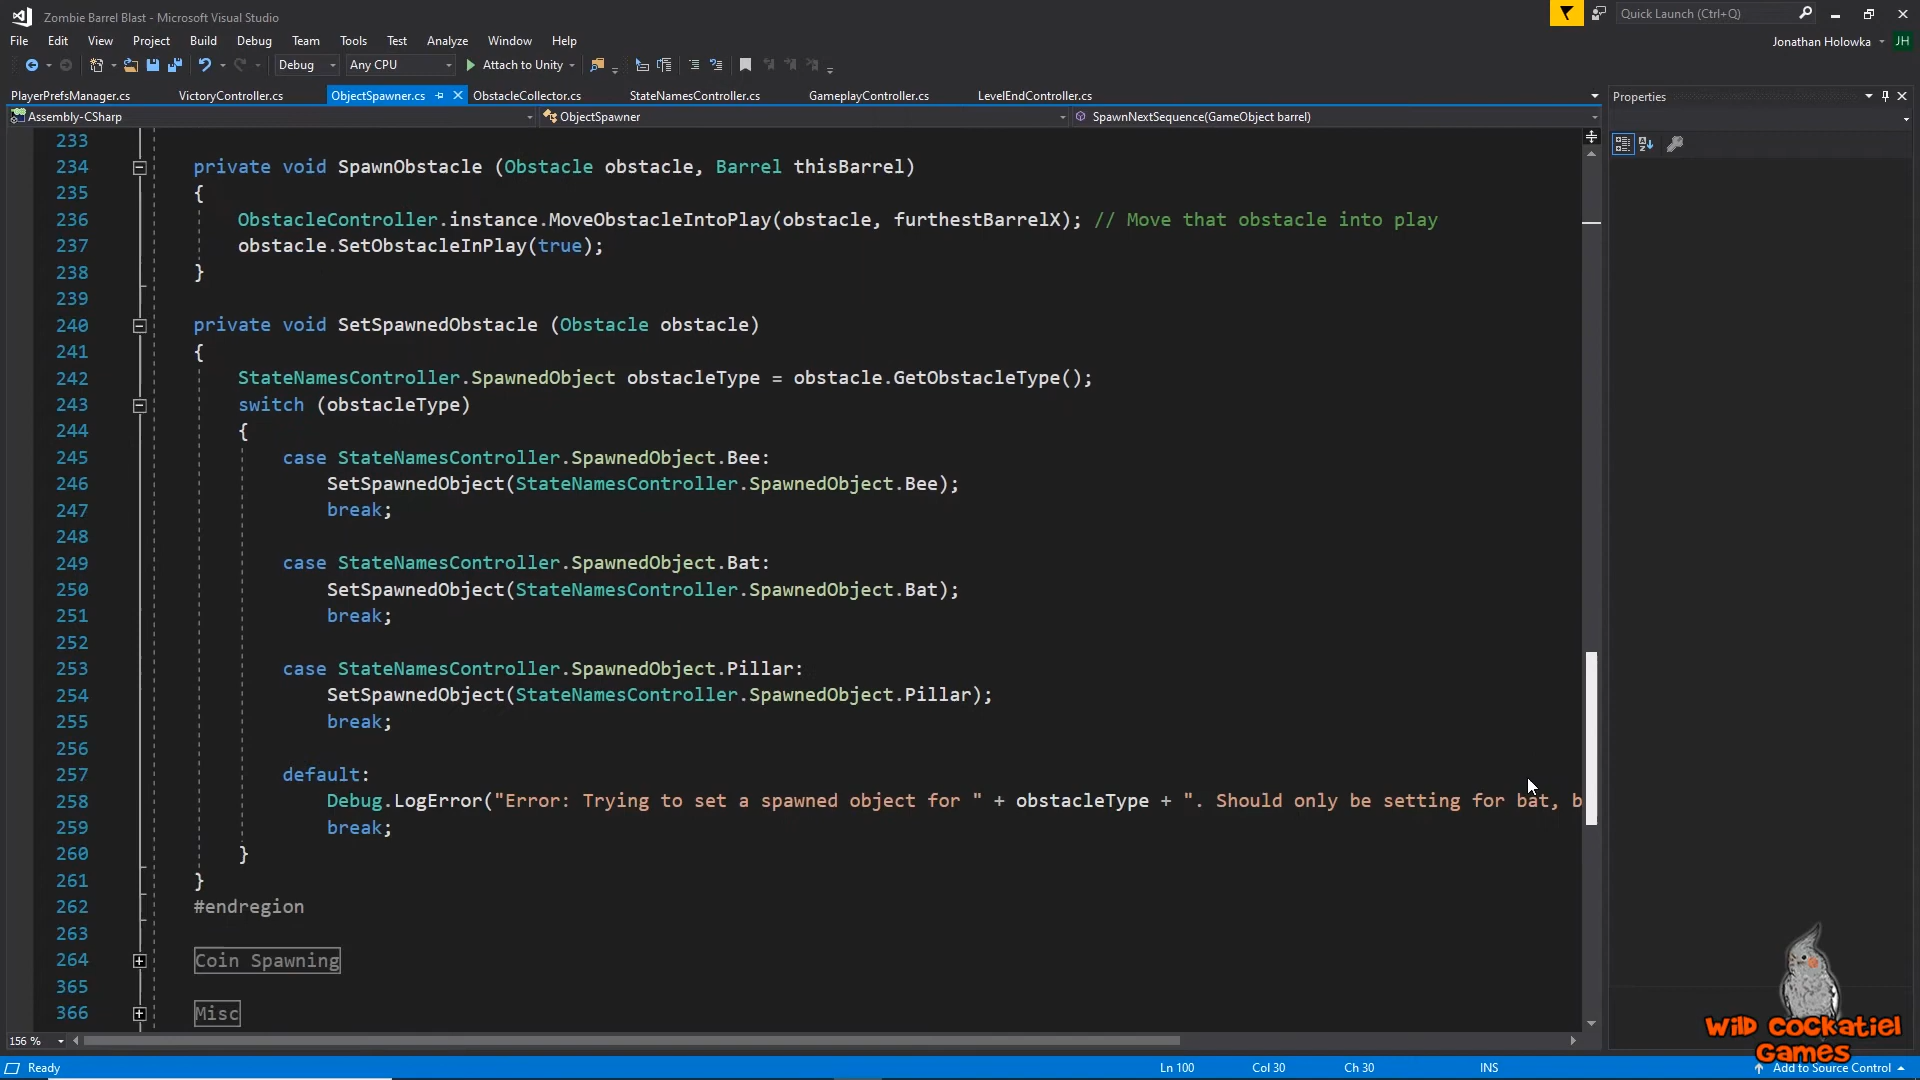 Zombie Barrel Blast - Microsoft Visual Studio
Quick Launch (Ctrl+Q)
File Edit View Project Build Debug Team Tools Test Analyze Window Help
Jonathan Holowka JH
Debug Any CPU Attach to Unity
PlayerPrefsManager.cs VictoryController.cs ObjectSpawner.cs ObstacleCollector.cs StateNamesController.cs GameplayController.cs LevelEndController.cs
Properties
Assembly-CSharp ObjectSpawner SpawnNextSequence(GameObject barrel)
233
234 private void SpawnObstacle (Obstacle obstacle, Barrel thisBarrel)
235 {
236 ObstacleController.instance.MoveObstacleIntoPlay(obstacle, furthestBarrelX); // Move that obstacle into play
237 obstacle.SetObstacleInPlay(true);
238 }
239
240 private void SetSpawnedObstacle (Obstacle obstacle)
241 {
242 StateNamesController.SpawnedObject obstacleType = obstacle.GetObstacleType();
243 switch (obstacleType)
244 {
245 case StateNamesController.SpawnedObject.Bee:
246 SetSpawnedObject(StateNamesController.SpawnedObject.Bee);
247 break;
248
249 case StateNamesController.SpawnedObject.Bat:
250 SetSpawnedObject(StateNamesController.SpawnedObject.Bat);
251 break;
252
253 case StateNamesController.SpawnedObject.Pillar:
254 SetSpawnedObject(StateNamesController.SpawnedObject.Pillar);
255 break;
256
257 default:
258 Debug.LogError("Error: Trying to set a spawned object for " + obstacleType + ". Should only be setting for bat, b
259 break;
260 }
261 }
262 #endregion
263
264 Coin Spawning
365
366 Misc
156 %
Wild Cockatiel
Games
Ready Ln 100 Col 30 Ch 30 INS Add to Source Control